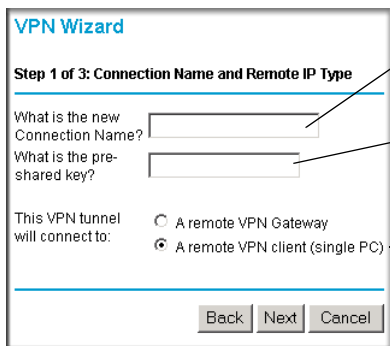 VPN Wizard
Step 1 of 3: Connection Name and Remote IP Type
What is the new
Connection Name?
What is the pre-
shared key?
This VPN tunnel
will connect to:
A remote VPN Gateway
A remote VPN client (single PC)
Back Next Cancel